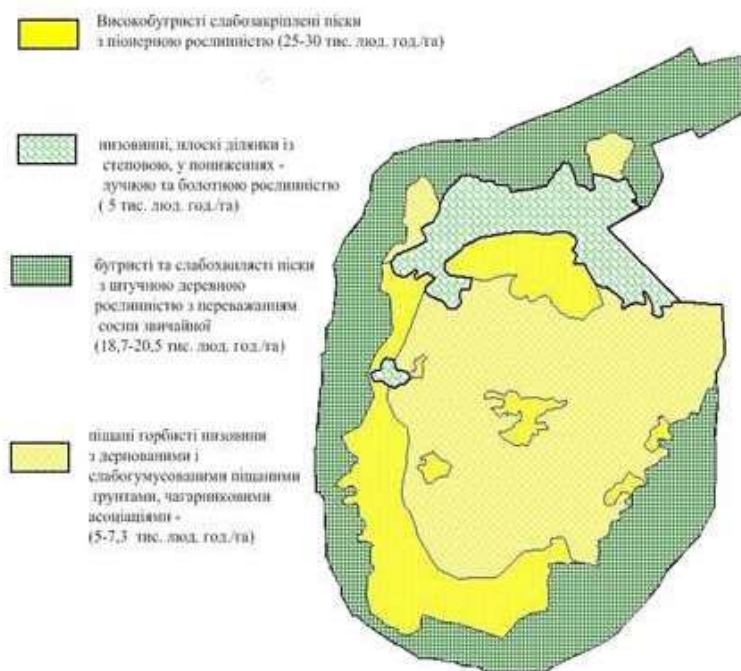 Високобугристі слабозакріплені піски
з піонерною рослинністю (25-30 тис. люд. год./га)
низовинні, плоскі ділянки із
степовою, у пониженнях -
лучною та болотною рослинністю
( 5 тис. люд. год./га)
бугристі та слабохвилясті піски
з штучною деревною
рослинністю з переважанням
сосни звичайної
(18,7-20,5 тис. люд. год./га)
піщані горбисті низовини
з дернованими і
слабогумусованими піщаними
грунтами, чагарниковими
асоціаціями -
(5-7,3 тис. люд. год./га)